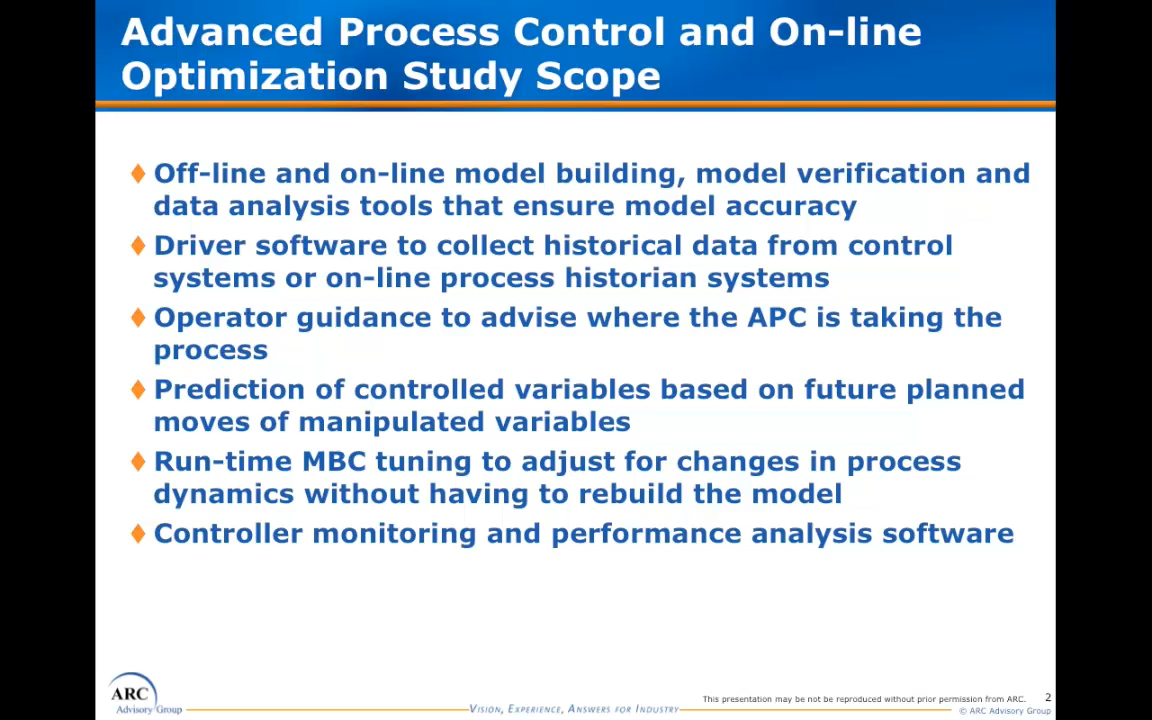 Advanced Process Control and On-line
Optimization Study Scope
Off-line and on-line model building, model verification and
data analysis tools that ensure model accuracy
Driver software to collect historical data from control
systems or on-line process historian systems
Operator guidance to advise where the APC is taking the
process
Prediction of controlled variables based on future planned
moves of manipulated variables
Run-time MBC tuning to adjust for changes in process
dynamics without having to rebuild the model
Controller monitoring and performance analysis software
ARC
Advisory Group
VISION, EXPERIENCE, ANSWERS FOR INDUSTRY
This presentation may be not be reproduced without prior permission from ARC. 2
© ARC Advisory Group